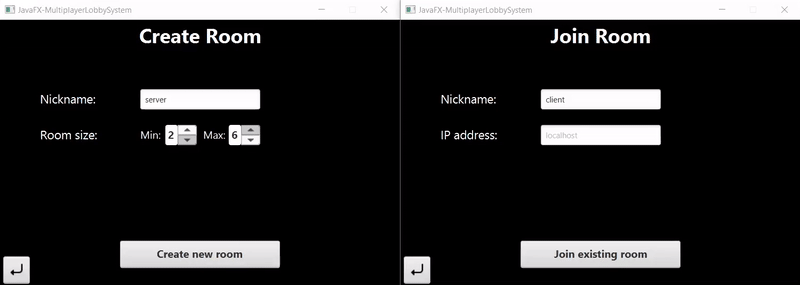 JavaFX-MultiplayerLobbySystem
Create Room
Nickname: server
Room size: Min: 2 Max: 6
Create new room
JavaFX-MultiplayerLobbySystem
Join Room
Nickname: client
IP address: localhost
Join existing room